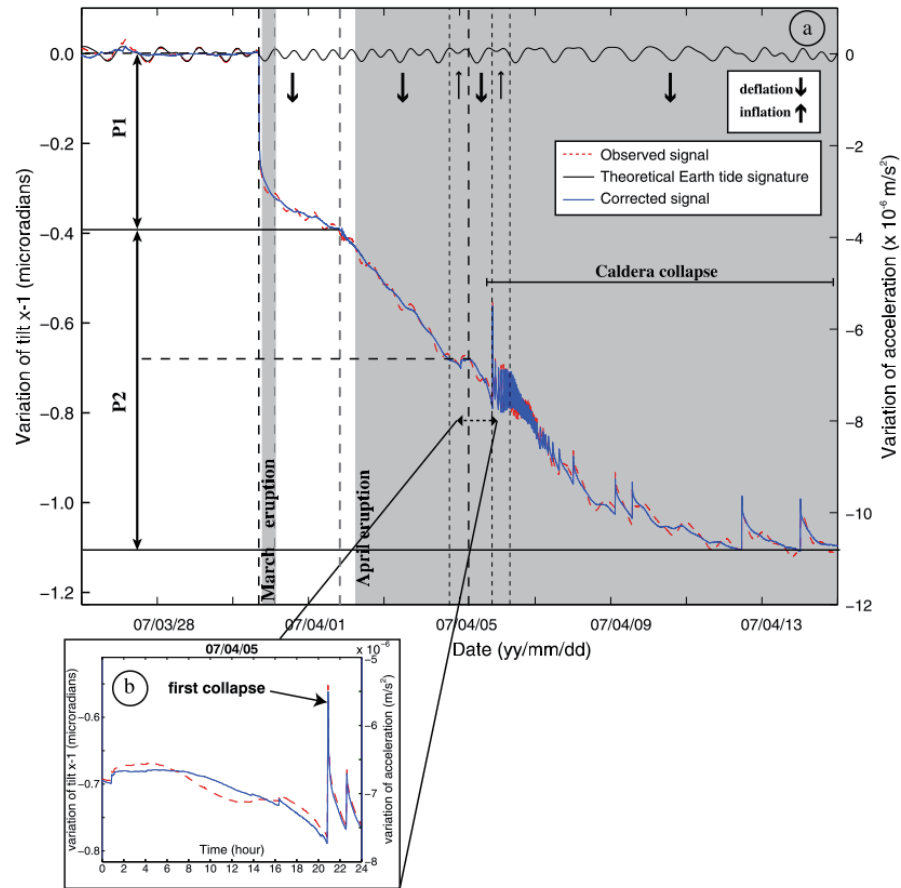 a
0.0
−0.2
−0.4
−0.6
−0.8
−1.0
−1.2
Variation of tilt x-1 (microradians)
0
−2
−4
−6
−8
−10
−12
Variation of acceleration (x 10⁻⁶ m/s²)
P1
P2
deflation
inflation
Observed signal
Theoretical Earth tide signature
Corrected signal
Caldera collapse
March eruption
April eruption
07/03/28
07/04/01
07/04/05
07/04/09
07/04/13
Date (yy/mm/dd)
07/04/05
x 10⁻⁶
b
first collapse
−0.6
−0.7
−0.8
variation of tilt x-1 (microradians)
−5
−6
−7
−8
variation of acceleration (m/s²)
Time (hour)
0 2 4 6 8 10 12 14 16 18 20 22 24